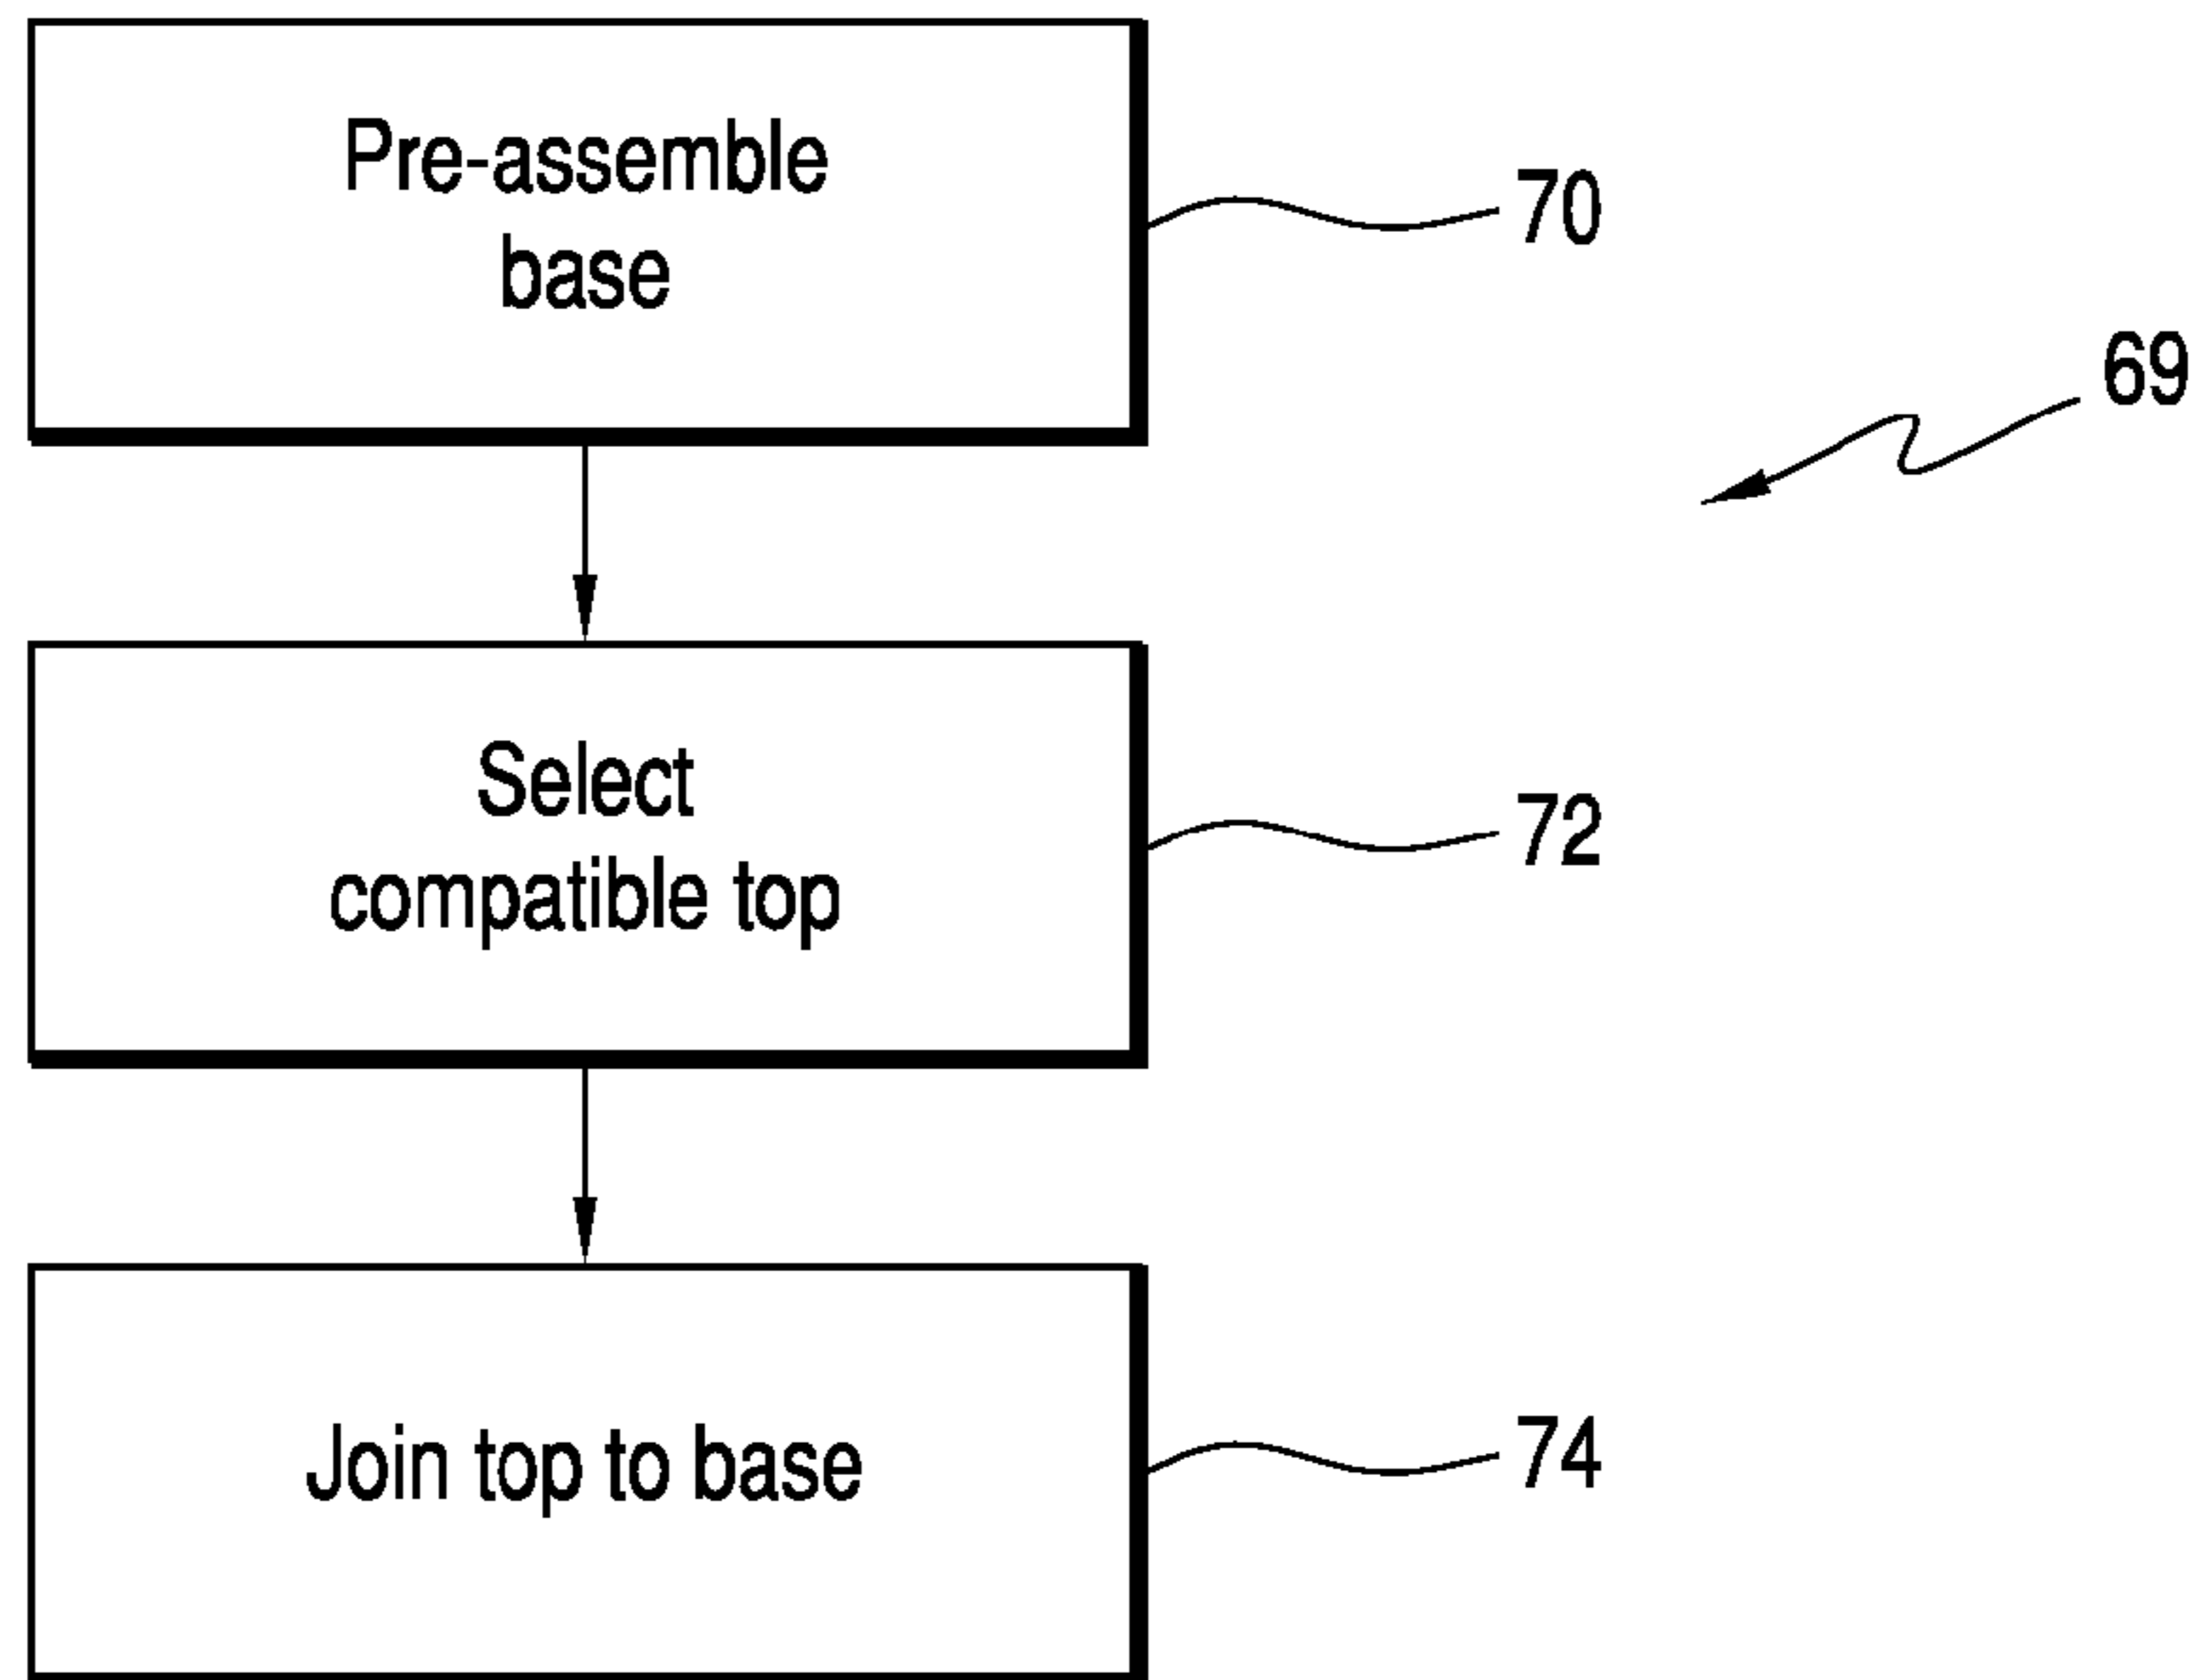 Pre-assemble
base
70
69
Select
compatible top
72
Join top to base
74